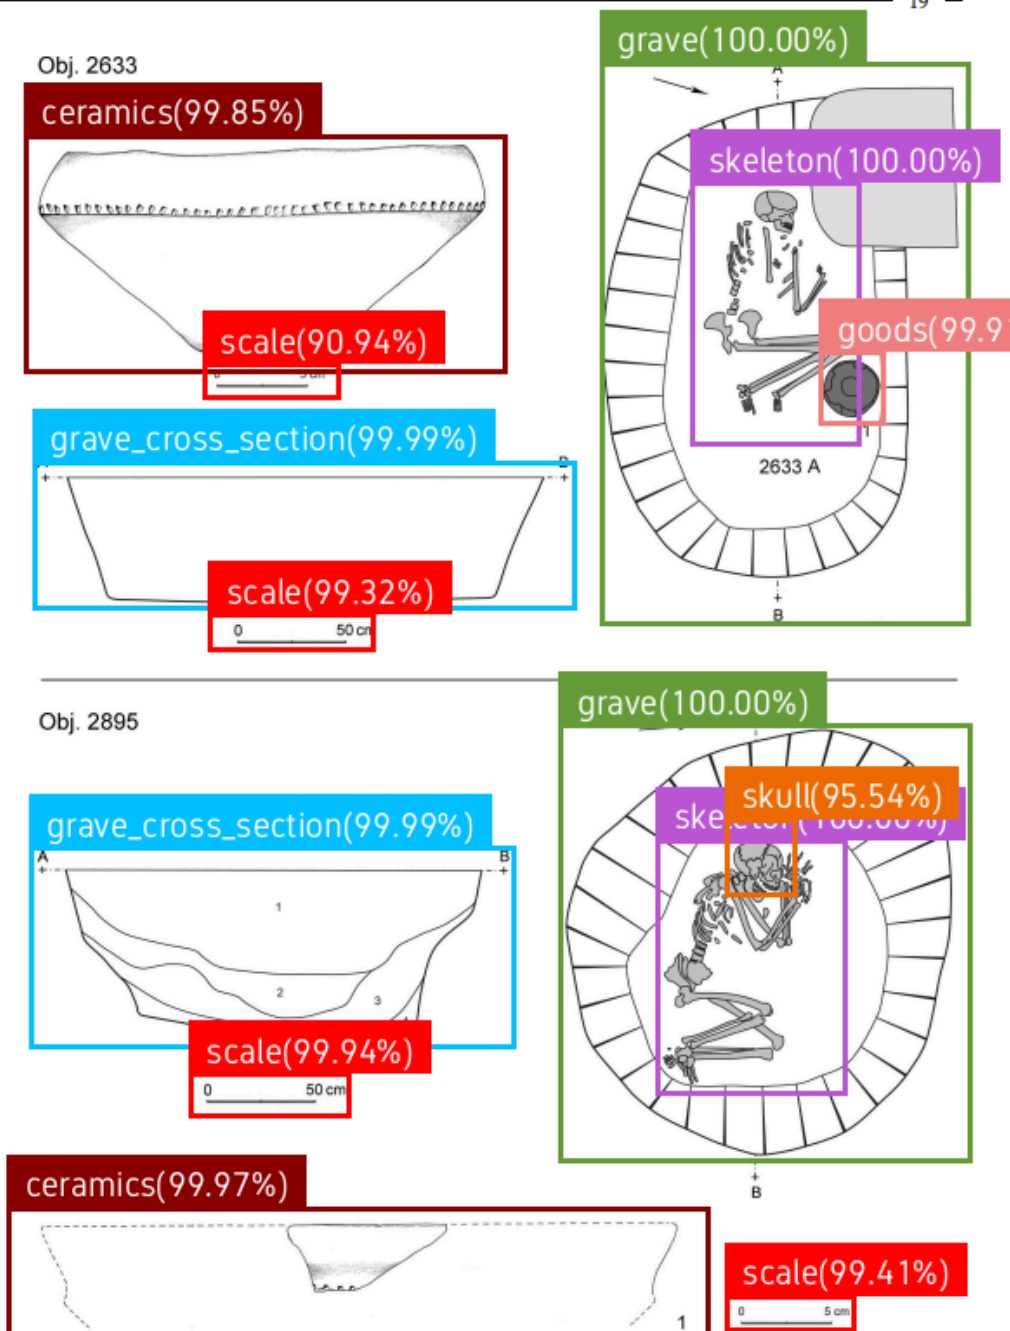 19
Obj. 2633
ceramics(99.85%)
scale(90.94%)
grave_cross_section(99.99%)
B
scale(99.32%)
0 50 cm
grave(100.00%)
A
skeleton(100.00%)
goods(99.9
2633 A
B
Obj. 2895
grave_cross_section(99.99%)
A B
1
2
3
scale(99.94%)
0 50 cm
grave(100.00%)
skull(95.54%)
skeleton(100.00%)
B
ceramics(99.97%)
1
scale(99.41%)
0 5 cm